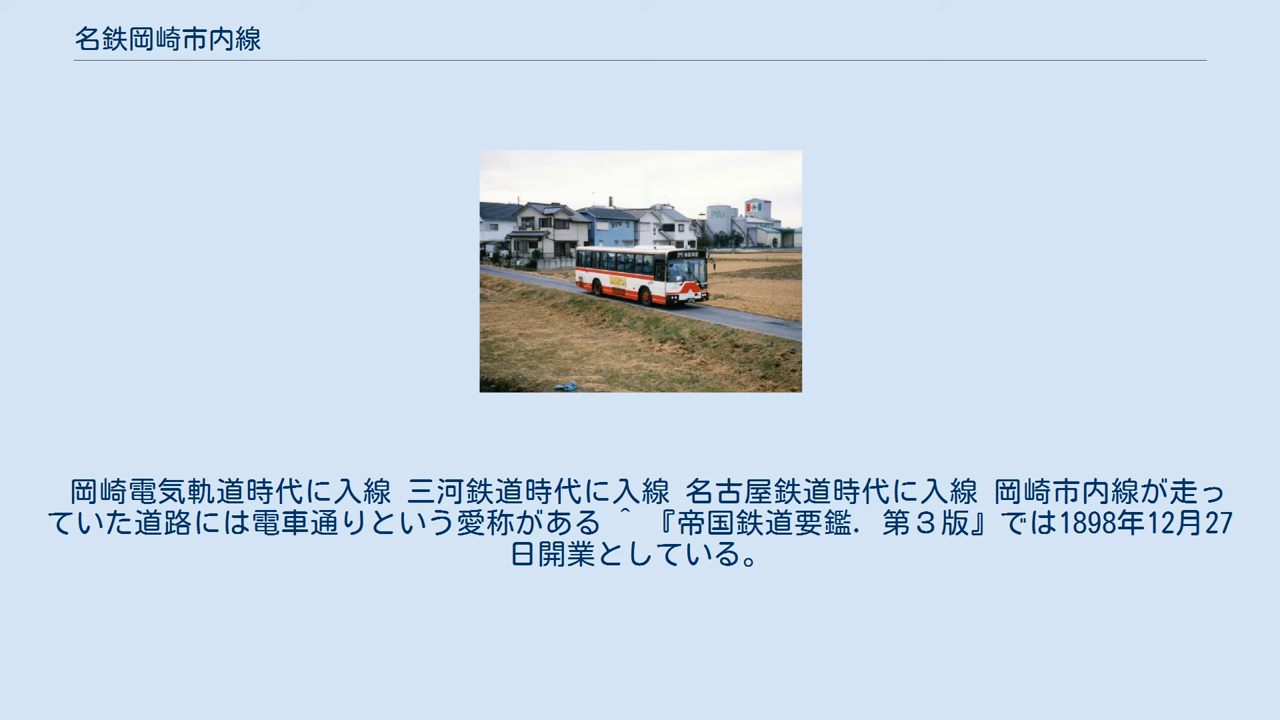 名鉄岡崎市内線
PAK
岡崎電気軌道時代に入線 三河鉄道時代に入線 名古屋鉄道時代に入線 岡崎市内線が走っ
ていた道路には電車通りという愛称がある ^ 『帝国鉄道要鑑. 第３版』では1898年12月27
日開業としている。